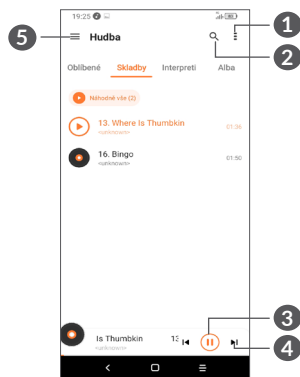 19:25
1
5
Hudba
2
Oblíbené Skladby Interpreti Alba
Náhodně vše (2)
13. Where Is Thumbkin
<unknown>
01:36
16. Bingo
<unknown>
01:50
3
Is Thumbkin 13
<unknown>
4